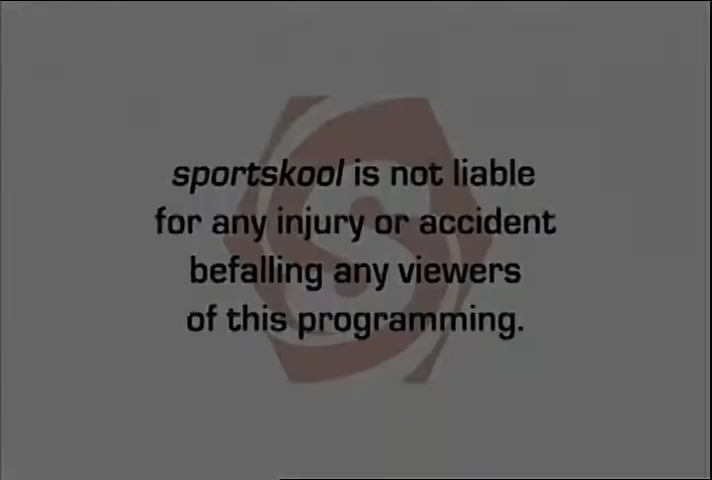 sportskool is not liable
for any injury or accident
befalling any viewers
of this programming.